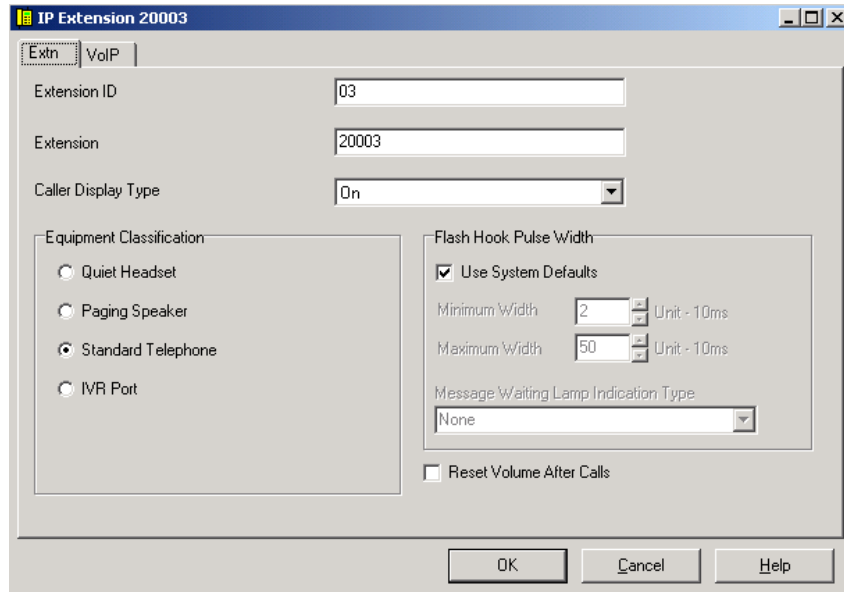 IP Extension 20003
Extn VoIP
Extension ID 03
Extension 20003
Caller Display Type On
Equipment Classification
Quiet Headset
Paging Speaker
Standard Telephone
IVR Port
Flash Hook Pulse Width
Use System Defaults
Minimum Width 2 Unit - 10ms
Maximum Width 50 Unit - 10ms
Message Waiting Lamp Indication Type
None
Reset Volume After Calls
OK Cancel Help